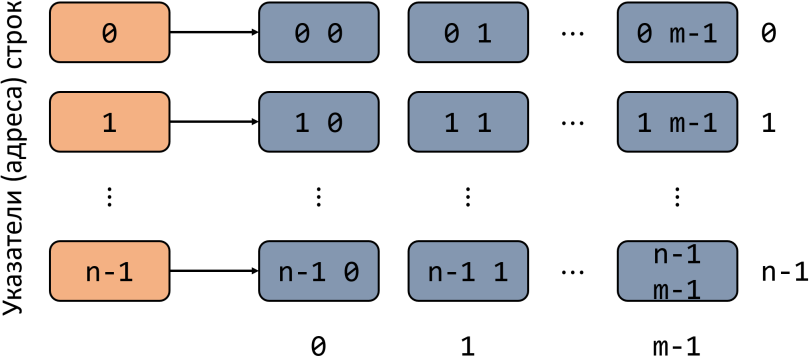 Указатели (адреса) строк
0 0 0 0 1 ... 0 m-1 0
1 1 0 1 1 ... 1 m-1 1
⋮ ⋮ ⋮ ⋮
n-1 n-1 0 n-1 1 ... n-1 m-1 n-1
0 1 m-1